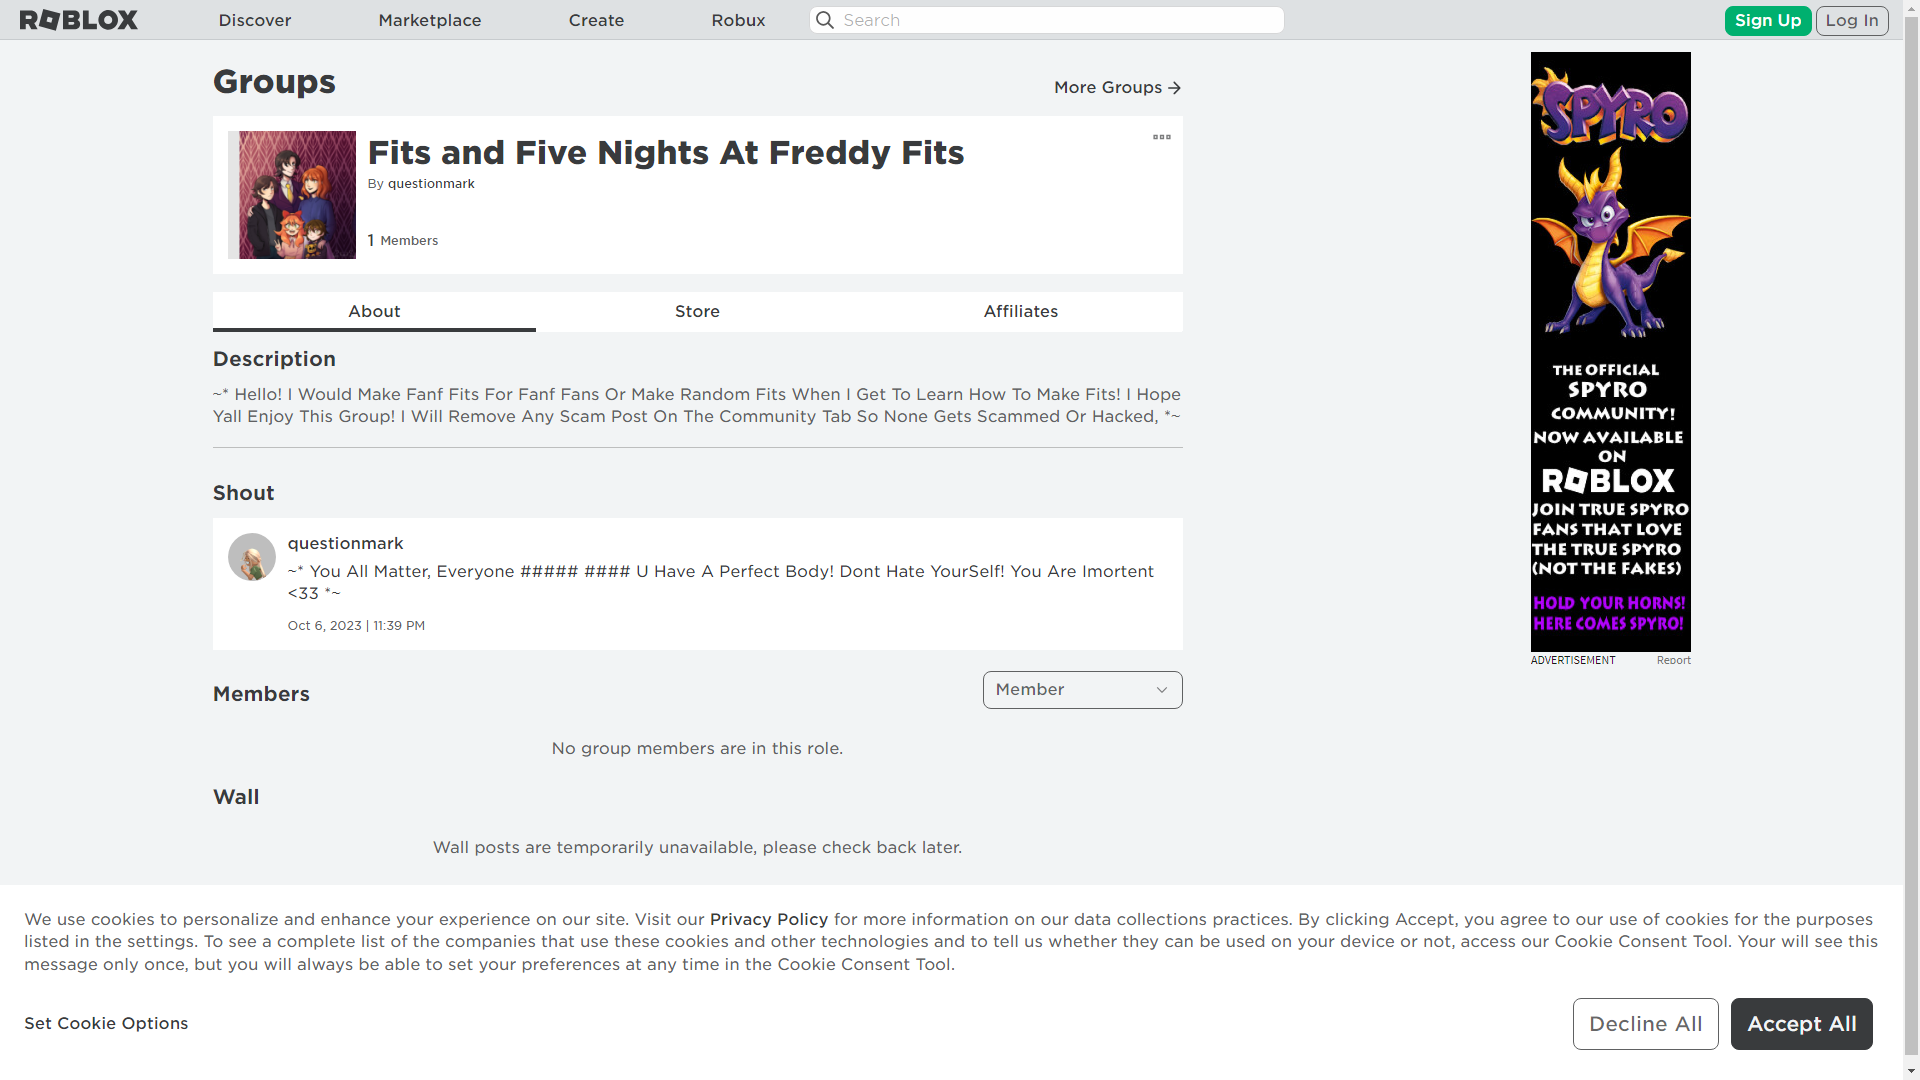 ROBLOX
Discover
Marketplace
Create
Robux
Search
Sign Up
Log In
Groups
More Groups
Fits and Five Nights At Freddy Fits
By questionmark
1 Members
About
Store
Affiliates
Description
~* Hello! I Would Make Fanf Fits For Fanf Fans Or Make Random Fits When I Get To Learn How To Make Fits! I Hope
Yall Enjoy This Group! I Will Remove Any Scam Post On The Community Tab So None Gets Scammed Or Hacked, *~
Shout
questionmark
~* You All Matter, Everyone ##### #### U Have A Perfect Body! Dont Hate YourSelf! You Are Imortent
<33 *~
Oct 6, 2023 | 11:39 PM
Members
Member
No group members are in this role.
Wall
Wall posts are temporarily unavailable, please check back later.
SPYRO
THE OFFICIAL
SPYRO
COMMUNITY!
NOW AVAILABLE
ON
ROBLOX
JOIN TRUE SPYRO
FANS THAT LOVE
THE TRUE SPYRO
(NOT THE FAKES)
HOLD YOUR HORNS!
HERE COMES SPYRO!
ADVERTISEMENT
Report
We use cookies to personalize and enhance your experience on our site. Visit our Privacy Policy for more information on our data collections practices. By clicking Accept, you agree to our use of cookies for the purposes
listed in the settings. To see a complete list of the companies that use these cookies and other technologies and to tell us whether they can be used on your device or not, access our Cookie Consent Tool. Your will see this
message only once, but you will always be able to set your preferences at any time in the Cookie Consent Tool.
Set Cookie Options
Decline All
Accept All